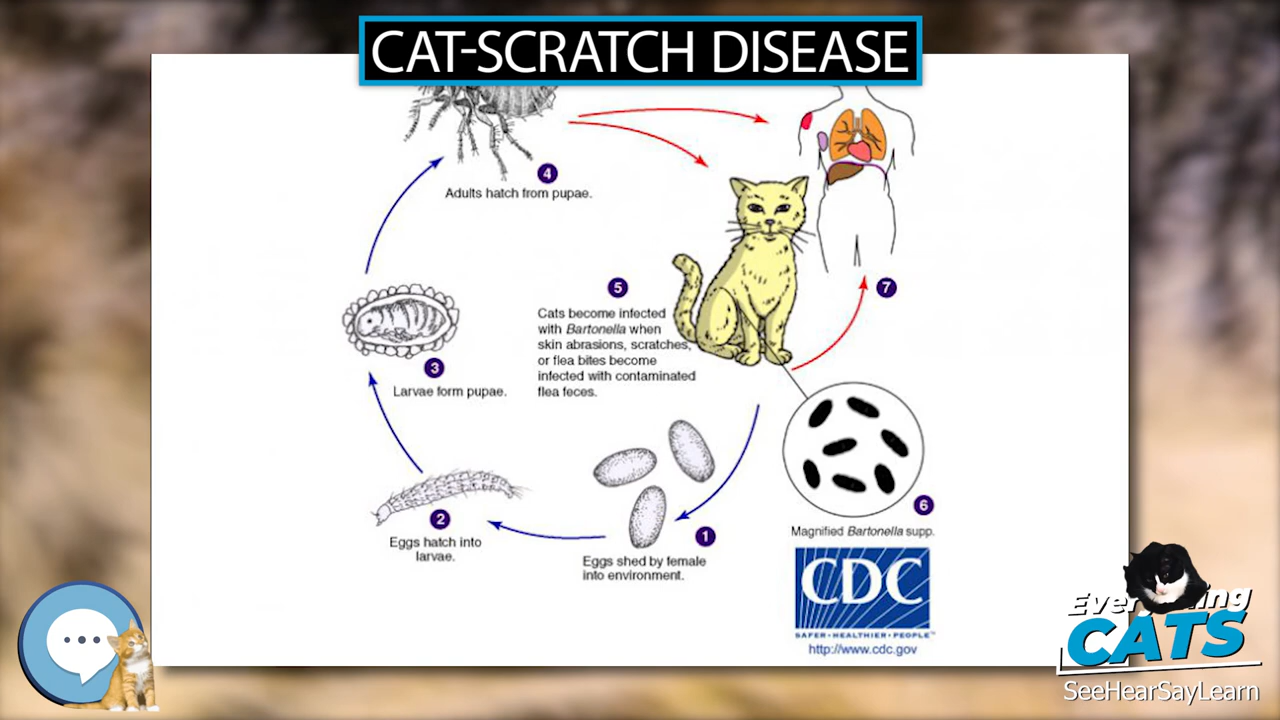 CAT-SCRATCH DISEASE
4
Adults hatch from pupae.
5
Cats become infected
with Bartonella when
skin abrasions, scratches,
or flea bites become
infected with contaminated
flea feces.
7
3
Larvae form pupae.
6
Magnified Bartonella supp.
2
Eggs hatch into
larvae.
1
Eggs shed by female
into environment.
CDC
SAFER·HEALTHIER·PEOPLE™
http://www.cdc.gov
CATS
SeeHearSayLearn